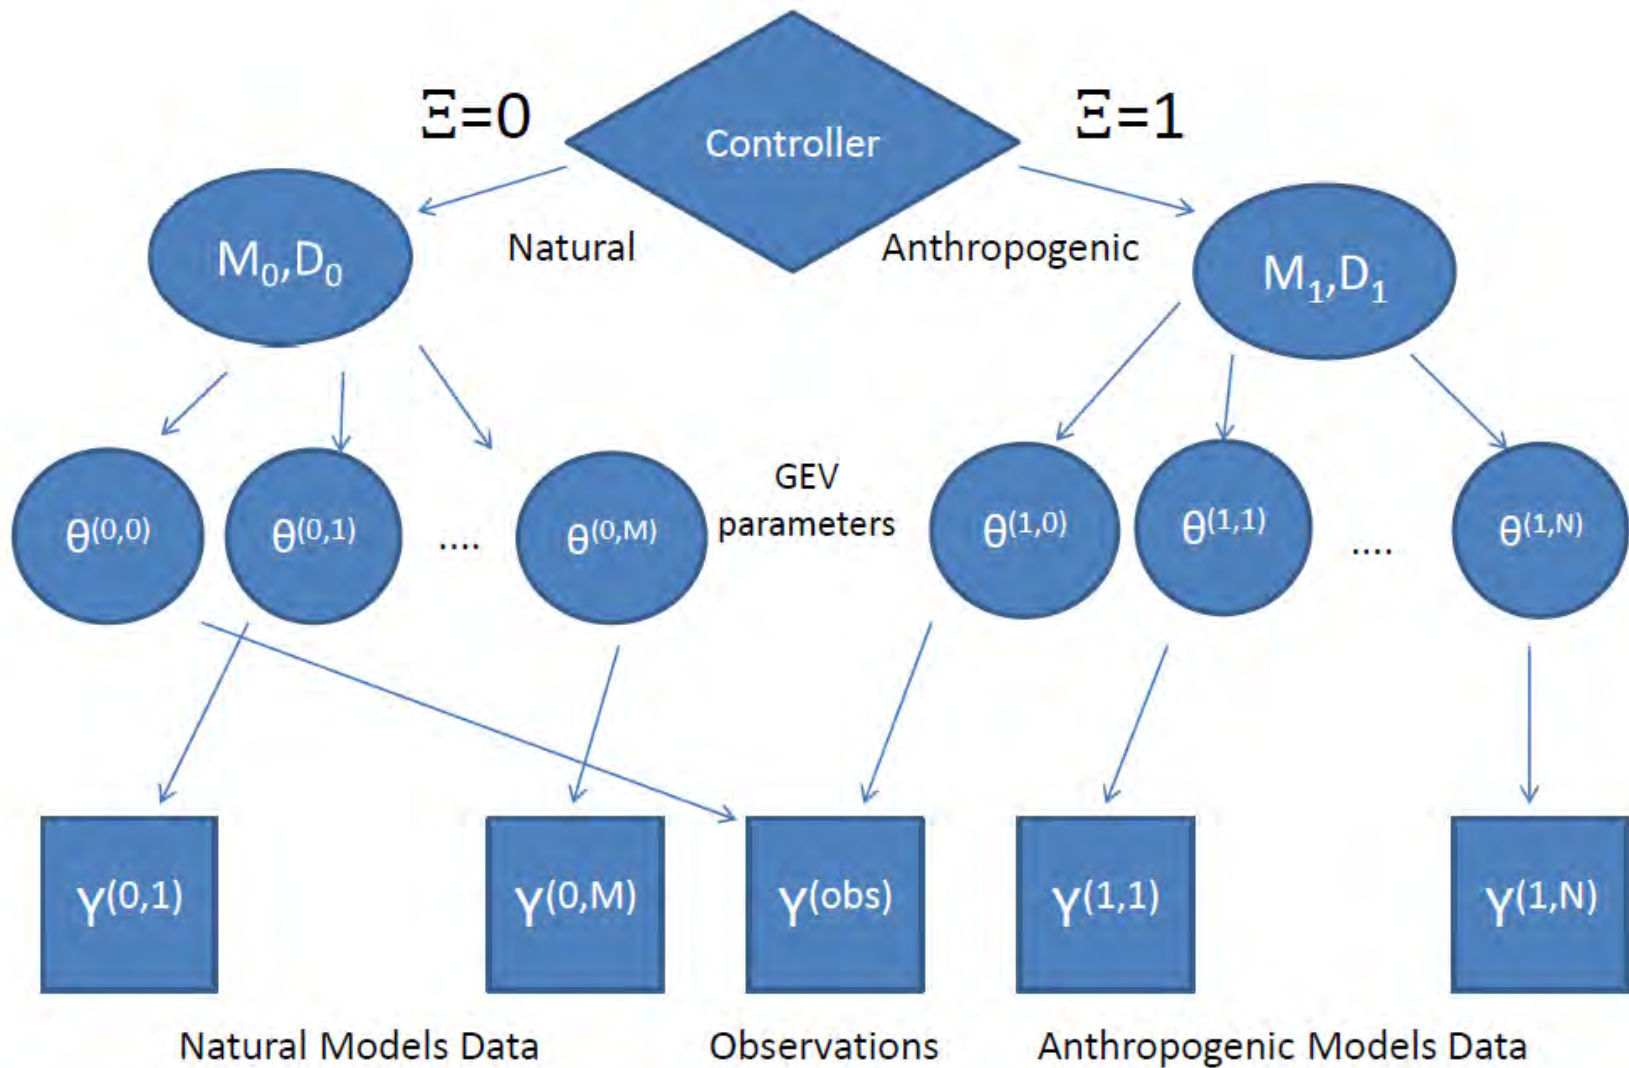 Ξ=0
Controller
Ξ=1
Natural
Anthropogenic
M₀,D₀
M₁,D₁
θ⁽⁰,⁰⁾
θ⁽⁰,¹⁾
....
θ⁽⁰,ᴹ⁾
GEV
parameters
θ⁽¹,⁰⁾
θ⁽¹,¹⁾
....
θ⁽¹,ᴺ⁾
Y⁽⁰,¹⁾
Y⁽⁰,ᴹ⁾
Y⁽ᵒᵇˢ⁾
Y⁽¹,¹⁾
Y⁽¹,ᴺ⁾
Natural Models Data
Observations
Anthropogenic Models Data